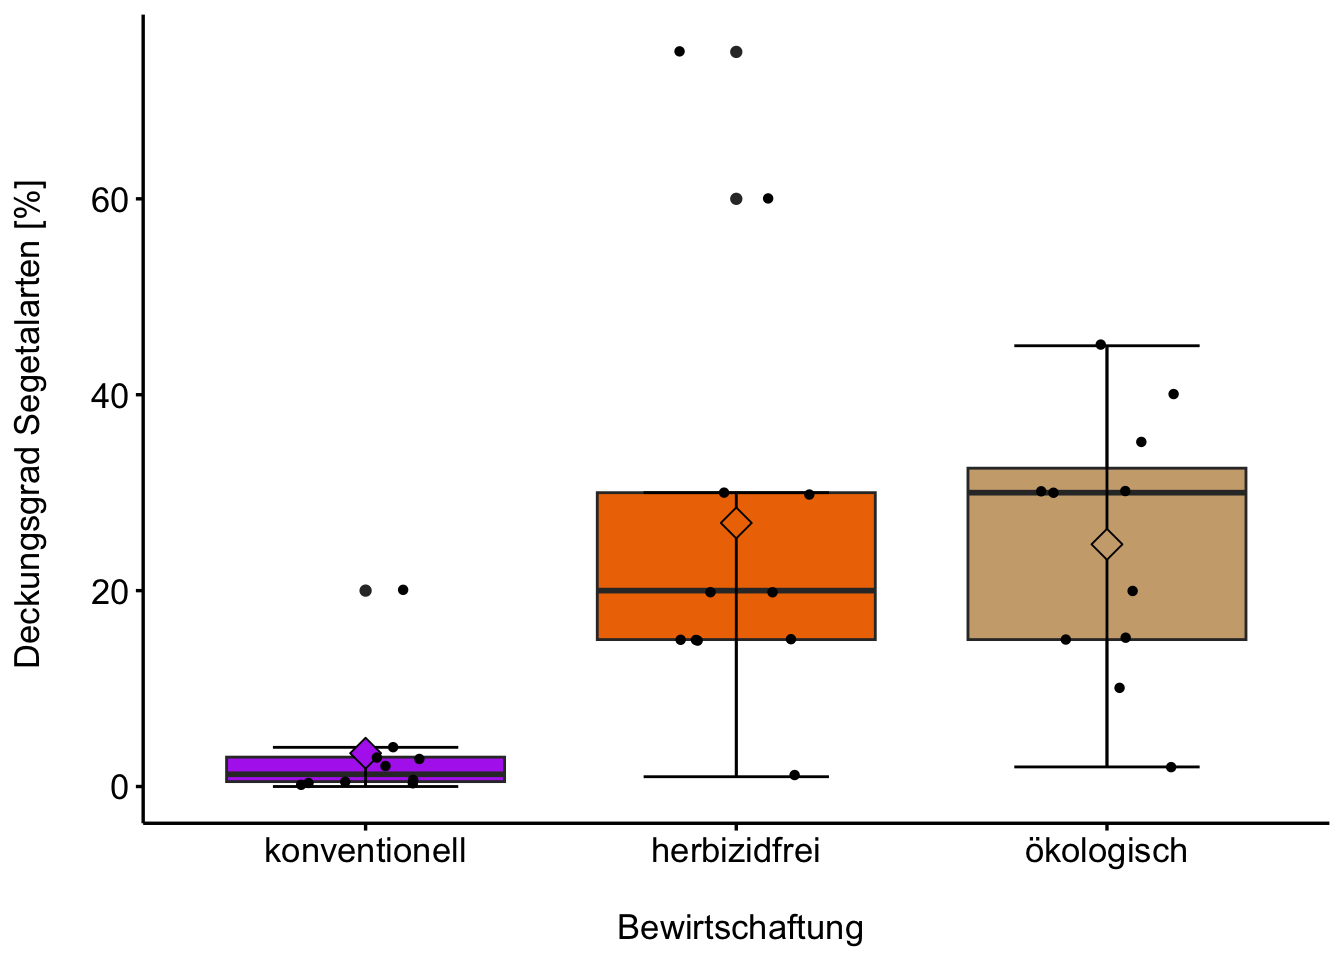 Deckungsgrad Segetalarten [%]
60
40
20
0
konventionell herbizidfrei ökologisch
Bewirtschaftung